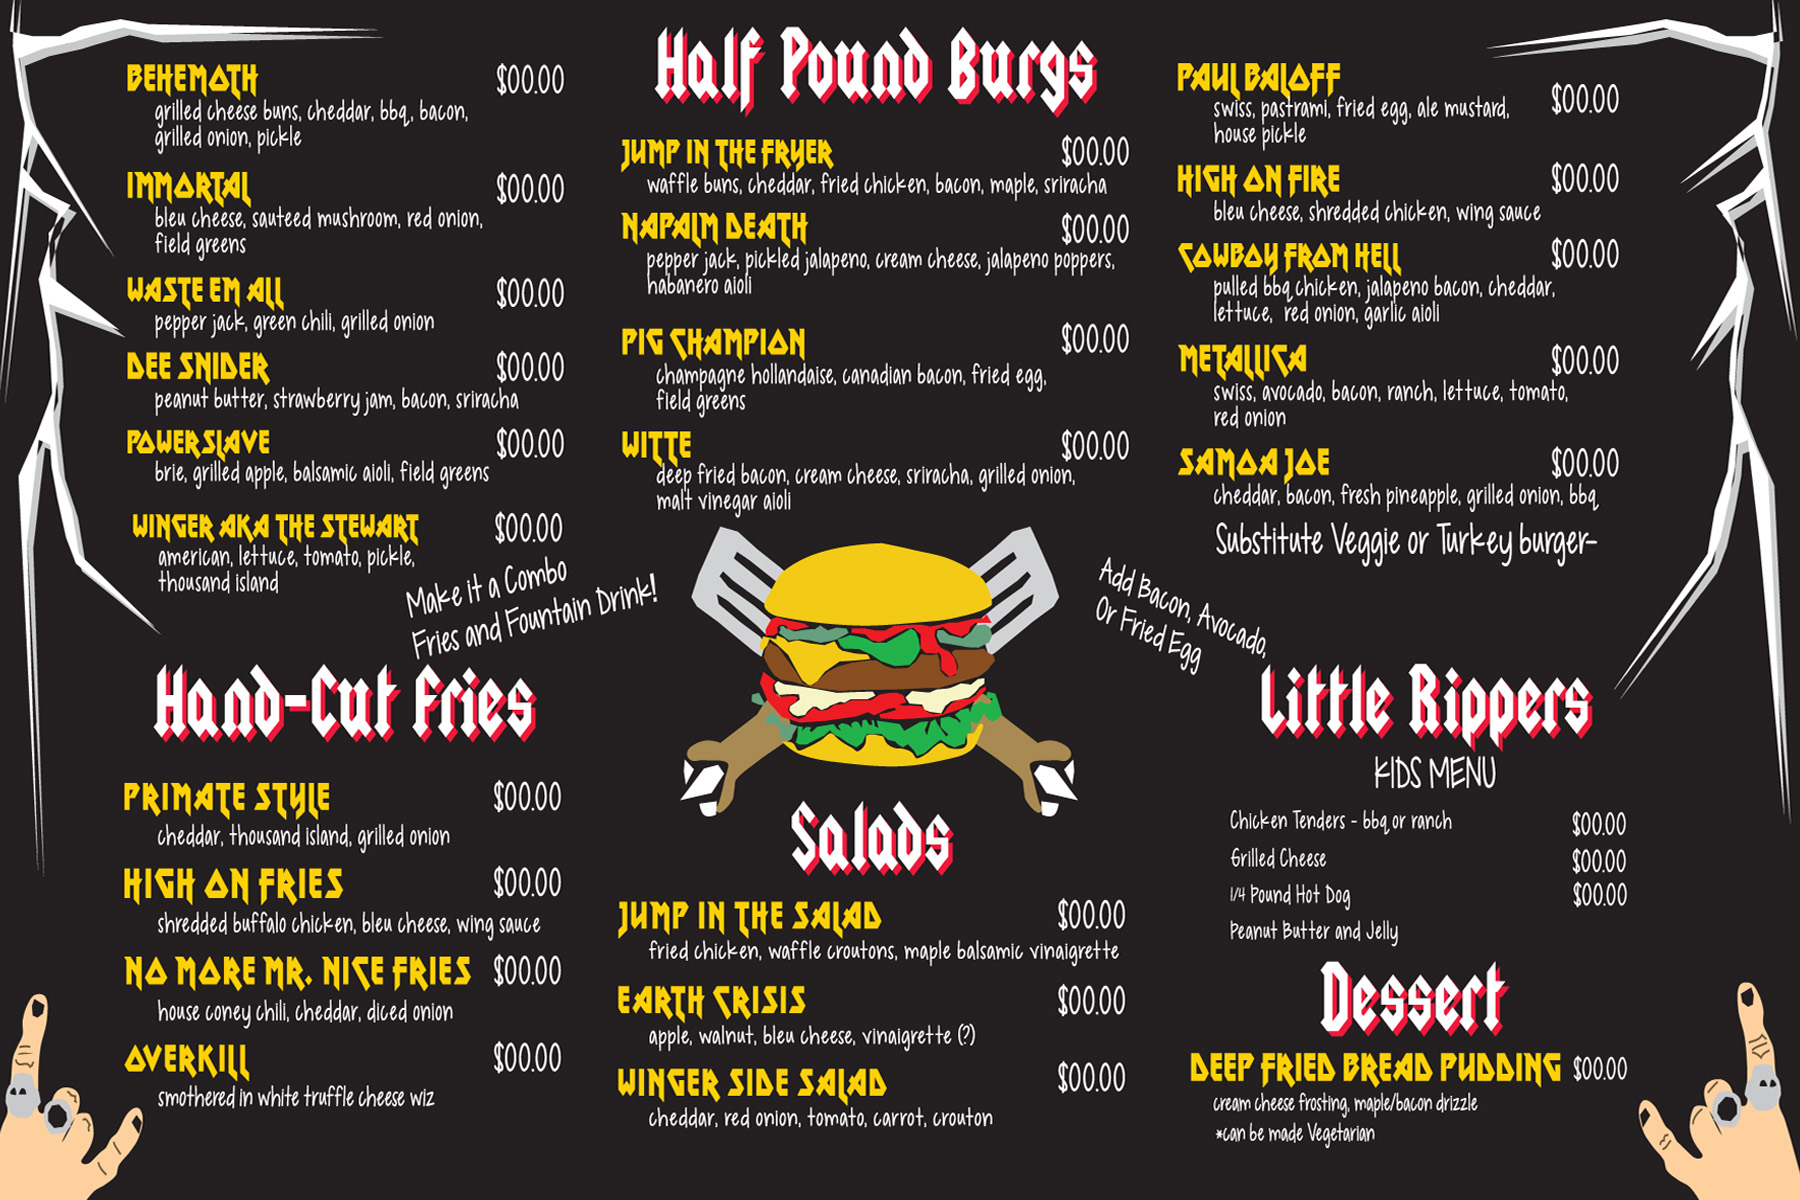 BEHEMOTH $00.00
grilled cheese buns, cheddar, bbq, bacon,
grilled onion, pickle
IMMORTAL $00.00
bleu cheese, sauteed mushroom, red onion,
field greens
WASTE EM ALL $00.00
pepper jack, green chili, grilled onion
DEE SNIDER $00.00
peanut butter, strawberry jam, bacon, sriracha
POWERSLAVE $00.00
brie, grilled apple, balsamic aioli, field greens
WINGER AKA THE STEWART $00.00
american, lettuce, tomato, pickle,
thousand island
Make it a Combo
Fries and Fountain Drink!
Half Pound Burgs
JUMP IN THE FRYER $00.00
waffle buns, cheddar, fried chicken, bacon, maple, sriracha
NAPALM DEATH $00.00
pepper jack, pickled jalapeno, cream cheese, jalapeno poppers,
habanero aioli
PIG CHAMPION $00.00
champagne hollandaise, canadian bacon, fried egg,
field greens
WITTE $00.00
deep fried bacon, cream cheese, sriracha, grilled onion,
malt vinegar aioli
PAUL BALOFF $00.00
swiss, pastrami, fried egg, ale mustard,
house pickle
HIGH ON FIRE $00.00
bleu cheese, shredded chicken, wing sauce
COWBOY FROM HELL $00.00
pulled bbq chicken, jalapeno bacon, cheddar,
lettuce, red onion, garlic aioli
METALLICA $00.00
swiss, avocado, bacon, ranch, lettuce, tomato,
red onion
SAMOA JOE $00.00
cheddar, bacon, fresh pineapple, grilled onion, bbq
Substitute Veggie or Turkey burger-
Add Bacon, Avocado,
Or Fried Egg
Hand-Cut Fries
PRIMATE STYLE $00.00
cheddar, thousand island, grilled onion
HIGH ON FRIES $00.00
shredded buffalo chicken, bleu cheese, wing sauce
NO MORE MR. NICE FRIES $00.00
house coney chili, cheddar, diced onion
OVERKILL $00.00
smothered in white truffle cheese wiz
Salads
JUMP IN THE SALAD $00.00
fried chicken, waffle croutons, maple balsamic vinaigrette
EARTH CRISIS $00.00
apple, walnut, bleu cheese, vinaigrette (?)
WINGER SIDE SALAD $00.00
cheddar, red onion, tomato, carrot, crouton
Little Rippers
KIDS MENU
Chicken Tenders - bbq or ranch $00.00
Grilled Cheese $00.00
1/4 Pound Hot Dog $00.00
Peanut Butter and Jelly
Dessert
DEEP FRIED BREAD PUDDING $00.00
cream cheese frosting, maple/bacon drizzle
*can be made Vegetarian